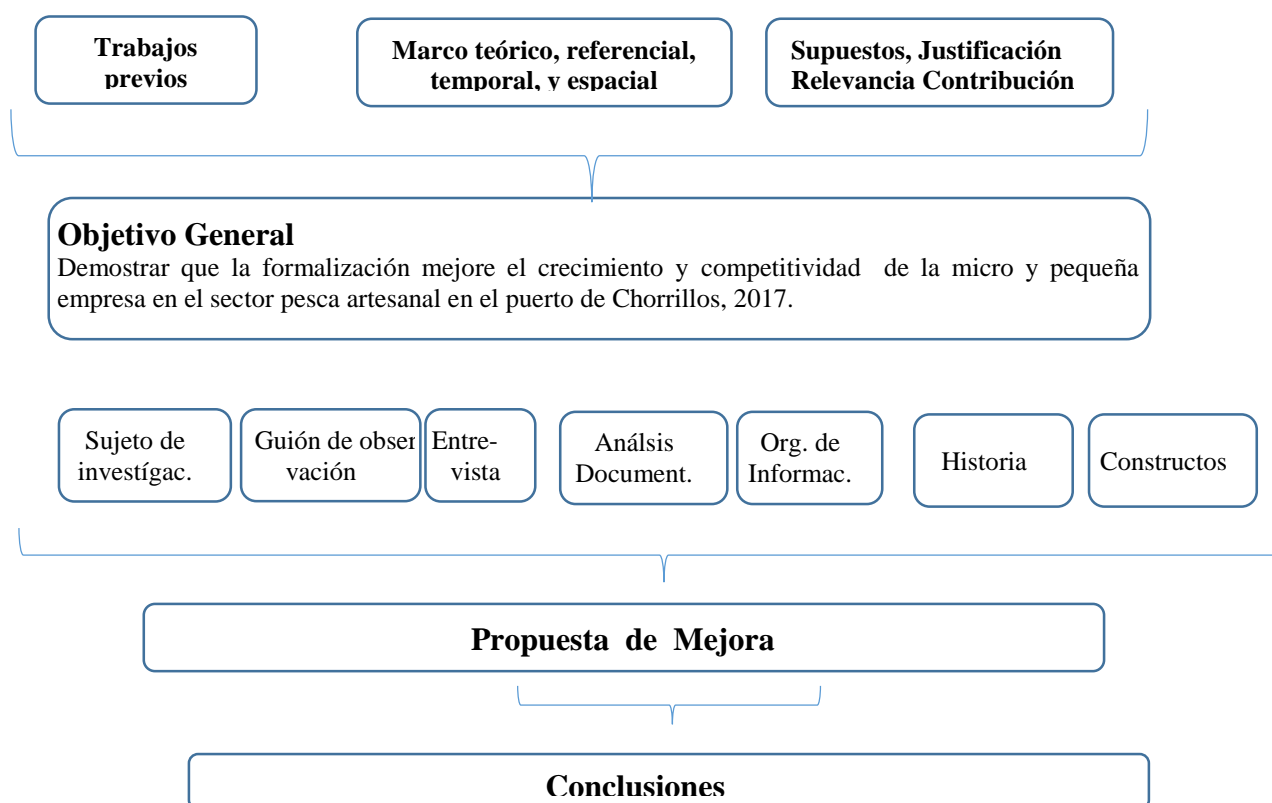 Trabajos
previos
Marco teórico, referencial,
temporal, y espacial
Supuestos, Justificación
Relevancia Contribución
Objetivo General
Demostrar que la formalización mejore el crecimiento y competitividad de la micro y pequeña
empresa en el sector pesca artesanal en el puerto de Chorrillos, 2017.
Sujeto de
investígac.
Guión de obser
vación
Entre-
vista
Análsis
Document.
Org. de
Informac.
Historia
Constructos
Propuesta de Mejora
Conclusiones